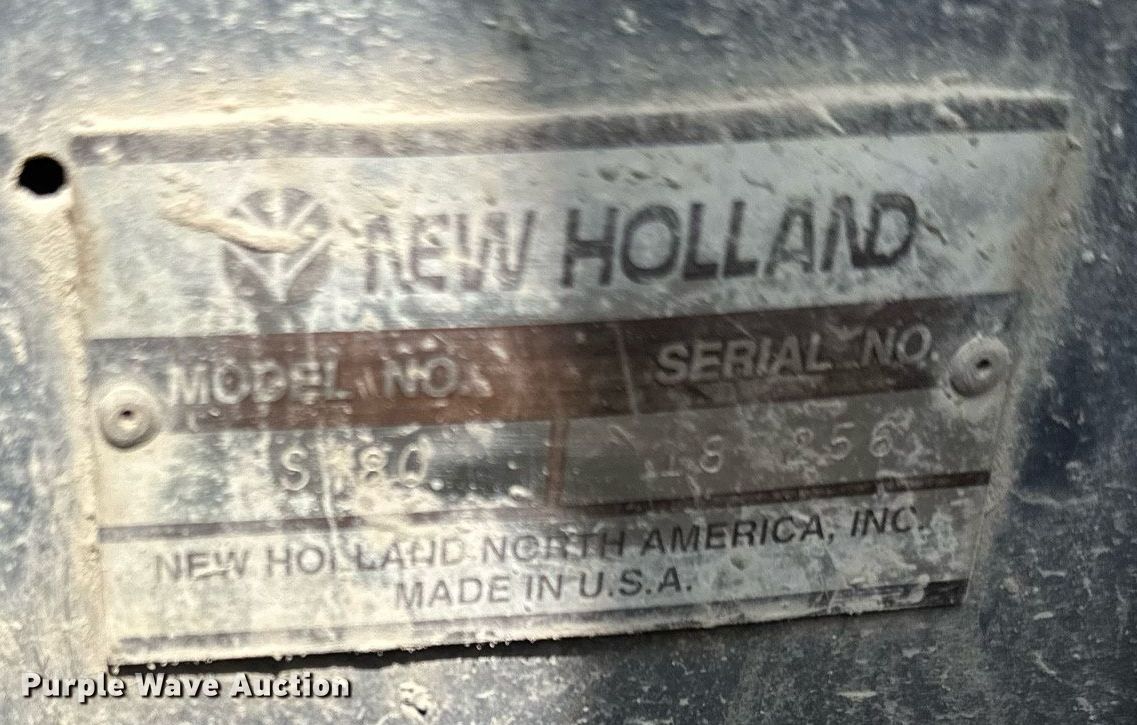 NEW HOLLAND
MODEL NO. SERIAL NO.
NEW HOLLAND NORTH AMERICA, INC.
MADE IN U.S.A.
Purple Wave Auction